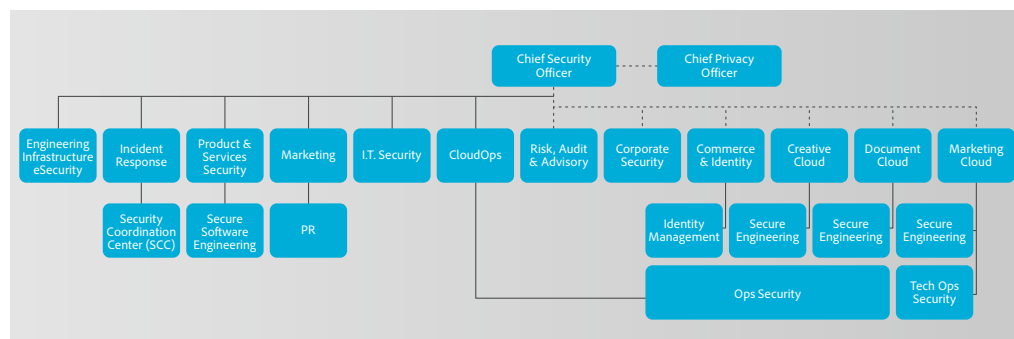 Chief Security
Officer
Chief Privacy
Officer
Engineering
Infrastructure
eSecurity
Incident
Response
Product &
Services
Security
Marketing
I.T. Security
CloudOps
Risk, Audit
& Advisory
Corporate
Security
Commerce
& Identity
Creative
Cloud
Document
Cloud
Marketing
Cloud
Security
Coordination
Center (SCC)
Secure
Software
Engineering
PR
Identity
Management
Secure
Engineering
Secure
Engineering
Secure
Engineering
Ops Security
Tech Ops
Security